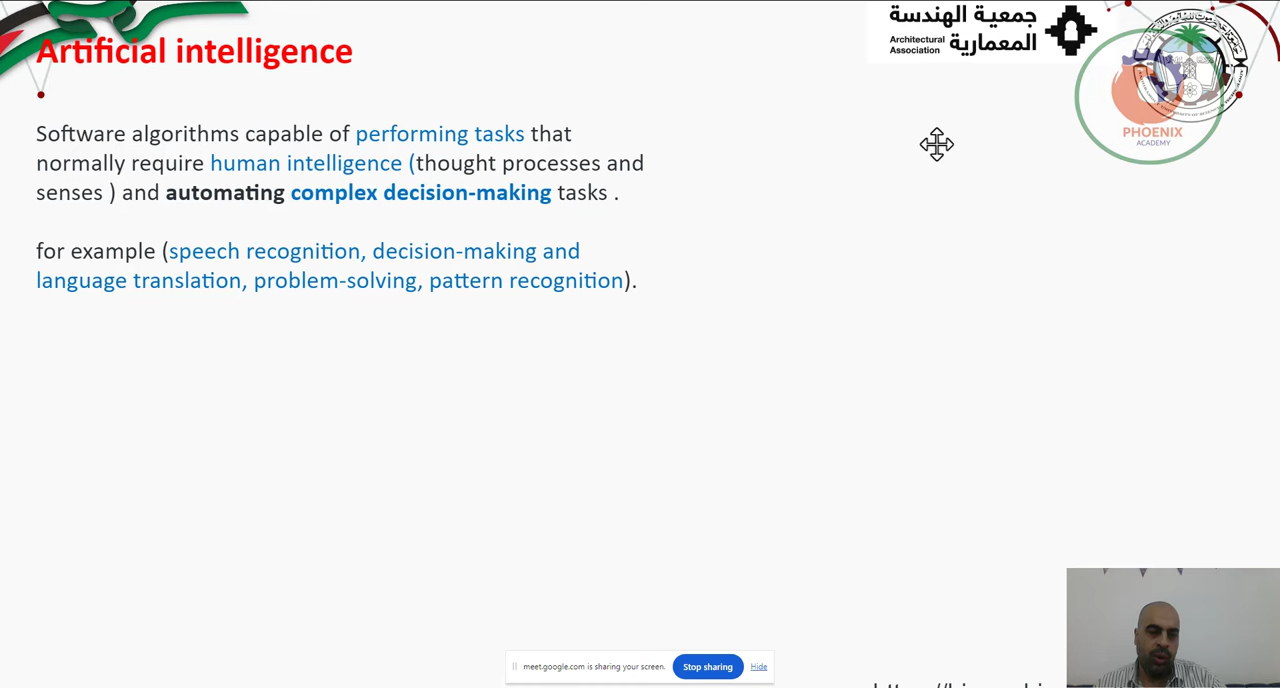 Artificial intelligence
جمعية الهندسة
المعمارية
Architectural
Association
PHOENIX
ACADEMY
Software algorithms capable of performing tasks that
normally require human intelligence (thought processes and
senses ) and automating complex decision-making tasks .
for example (speech recognition, decision-making and
language translation, problem-solving, pattern recognition).
meet.google.com is sharing your screen.
Stop sharing
Hide